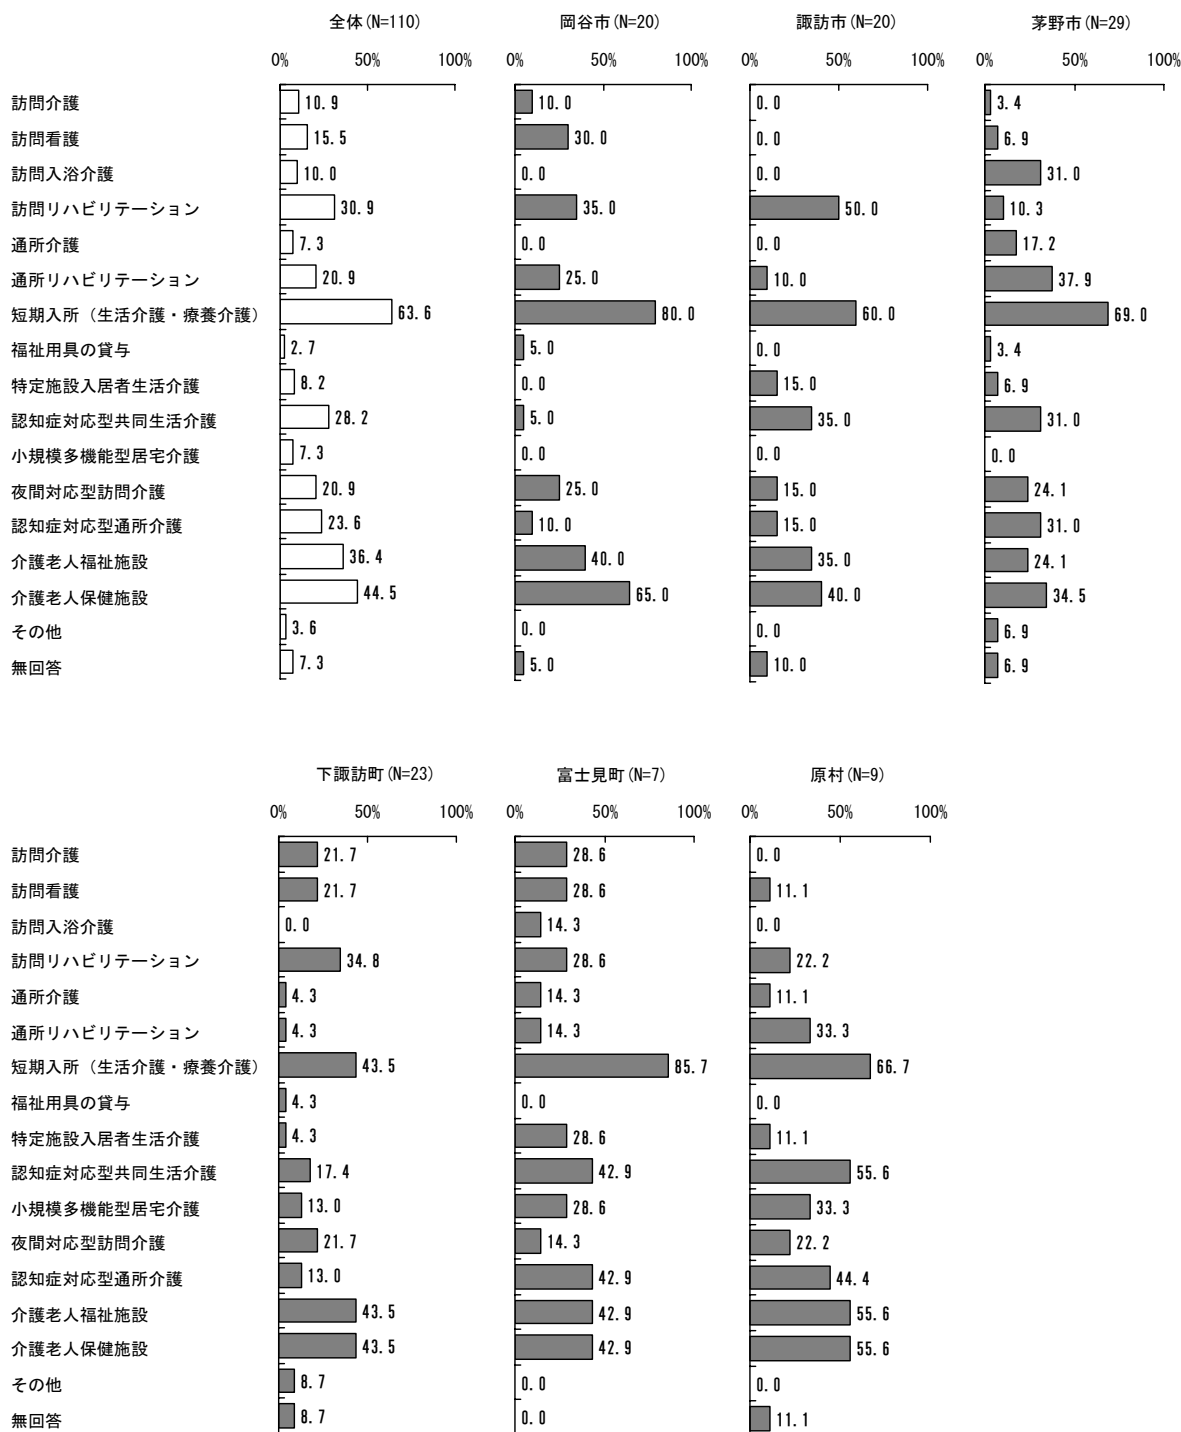 全体(N=110) 岡谷市(N=20) 諏訪市(N=20) 茅野市(N=29)
0% 50% 100% 0% 50% 100% 0% 50% 100% 0% 50% 100%
訪問介護 10.9 10.0 0.0 3.4
訪問看護 15.5 30.0 0.0 6.9
訪問入浴介護 10.0 0.0 0.0 31.0
訪問リハビリテーション 30.9 35.0 50.0 10.3
通所介護 7.3 0.0 0.0 17.2
通所リハビリテーション 20.9 25.0 10.0 37.9
短期入所（生活介護・療養介護） 63.6 80.0 60.0 69.0
福祉用具の貸与 2.7 5.0 0.0 3.4
特定施設入居者生活介護 8.2 0.0 15.0 6.9
認知症対応型共同生活介護 28.2 5.0 35.0 31.0
小規模多機能型居宅介護 7.3 0.0 0.0 0.0
夜間対応型訪問介護 20.9 25.0 15.0 24.1
認知症対応型通所介護 23.6 10.0 15.0 31.0
介護老人福祉施設 36.4 40.0 35.0 24.1
介護老人保健施設 44.5 65.0 40.0 34.5
その他 3.6 0.0 0.0 6.9
無回答 7.3 5.0 10.0 6.9
下諏訪町(N=23) 富士見町(N=7) 原村(N=9)
0% 50% 100% 0% 50% 100% 0% 50% 100%
訪問介護 21.7 28.6 0.0
訪問看護 21.7 28.6 11.1
訪問入浴介護 0.0 14.3 0.0
訪問リハビリテーション 34.8 28.6 22.2
通所介護 4.3 14.3 11.1
通所リハビリテーション 4.3 14.3 33.3
短期入所（生活介護・療養介護） 43.5 85.7 66.7
福祉用具の貸与 4.3 0.0 0.0
特定施設入居者生活介護 4.3 28.6 11.1
認知症対応型共同生活介護 17.4 42.9 55.6
小規模多機能型居宅介護 13.0 28.6 33.3
夜間対応型訪問介護 21.7 14.3 22.2
認知症対応型通所介護 13.0 42.9 44.4
介護老人福祉施設 43.5 42.9 55.6
介護老人保健施設 43.5 42.9 55.6
その他 8.7 0.0 0.0
無回答 8.7 0.0 11.1